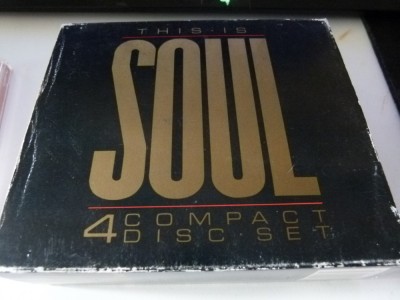 THIS IS
SOUL
4 COMPACT
DISC SET